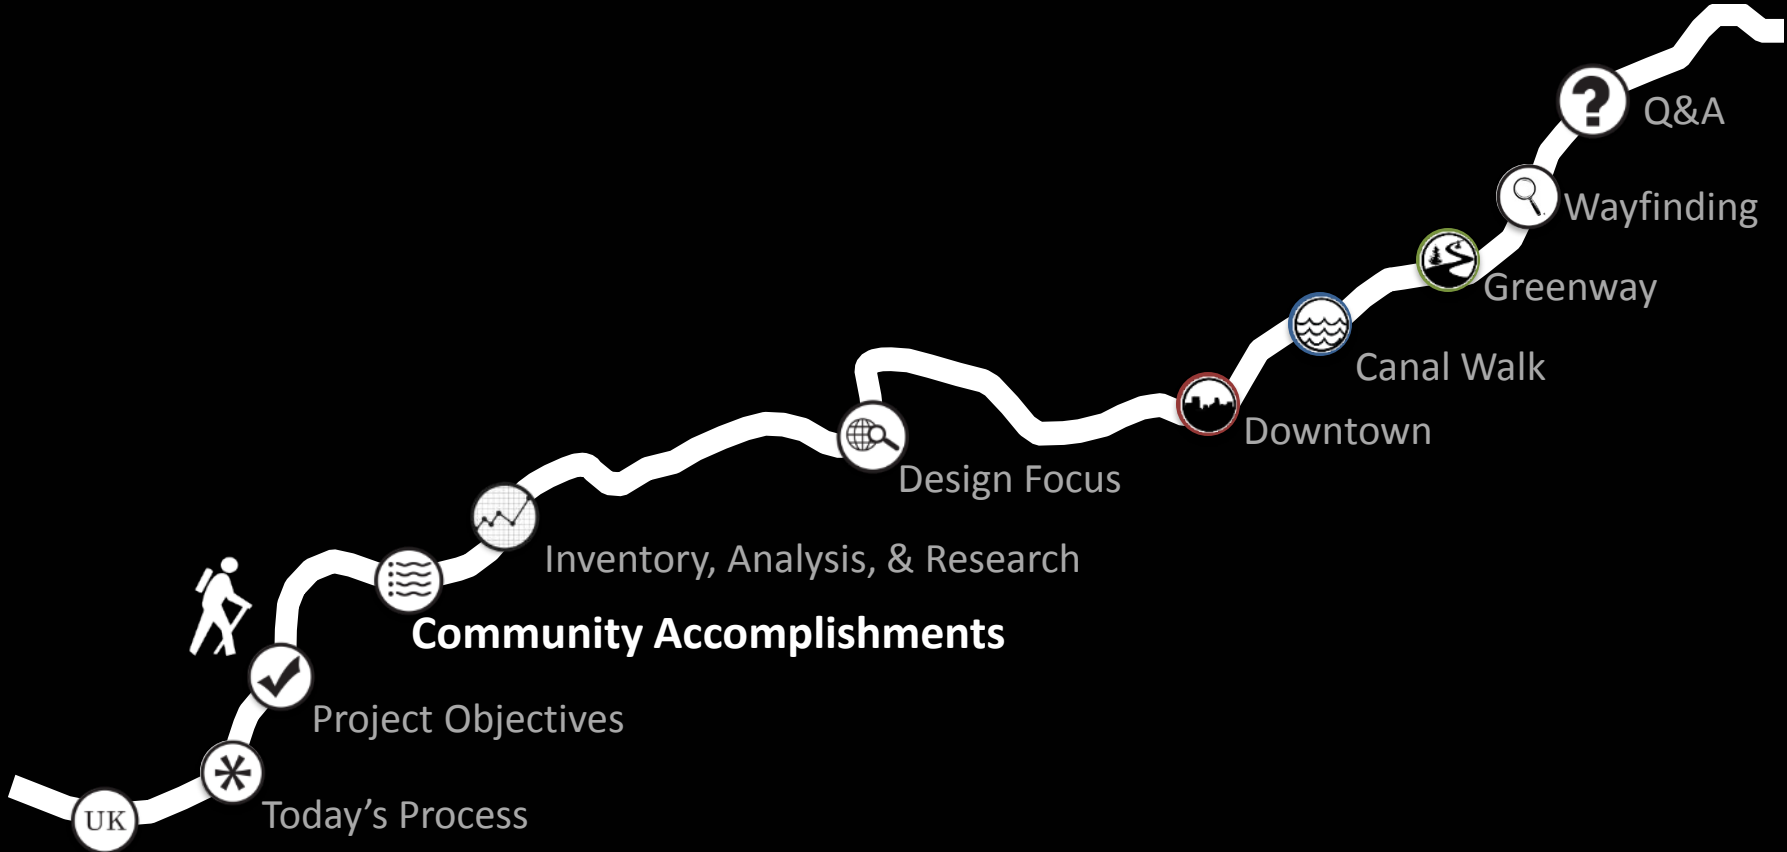 Q&A
Wayfinding
Greenway
Canal Walk
Downtown
Design Focus
Inventory, Analysis, & Research
Community Accomplishments
Project Objectives
Today’s Process
UK